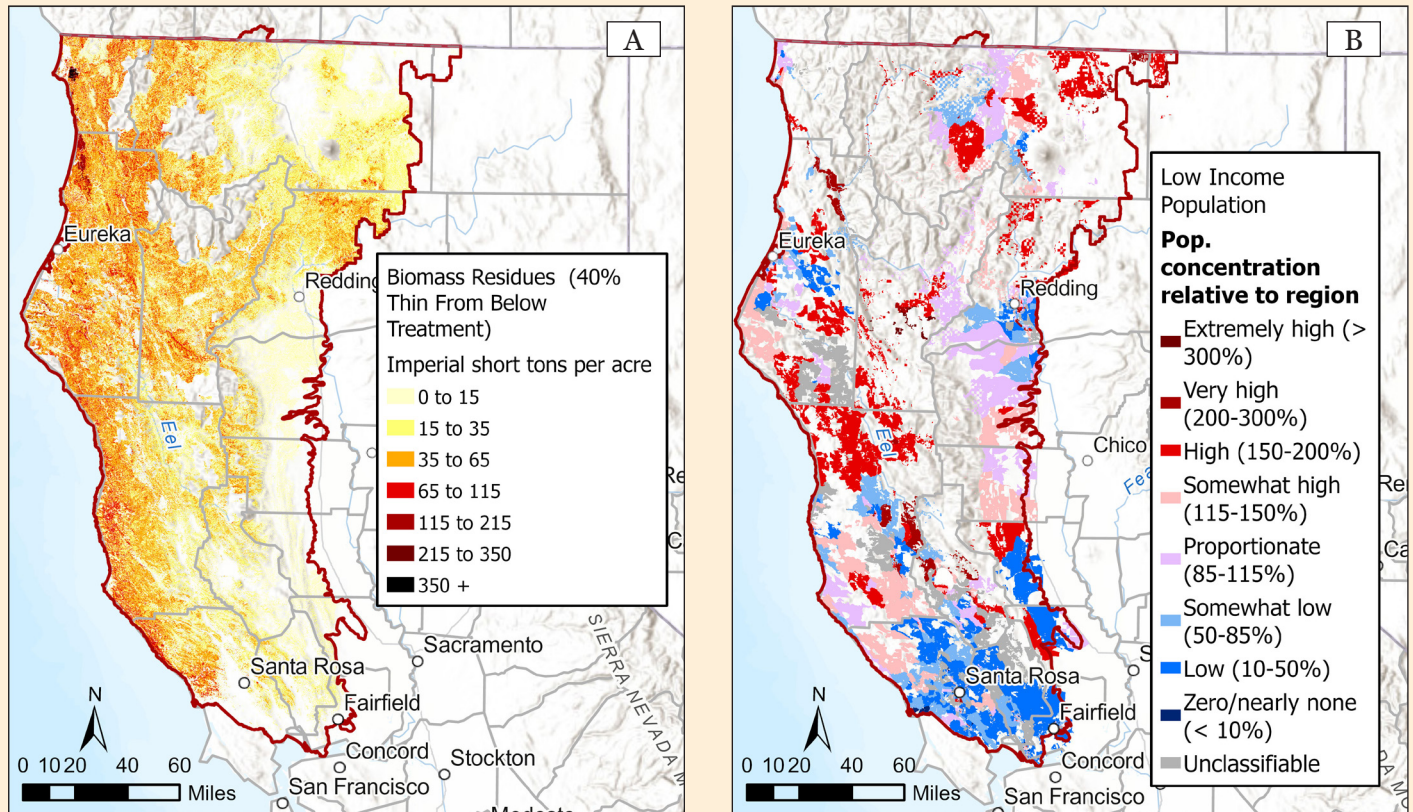 A
Eureka
Redding
Eel
Santa Rosa
Sacramento
Fairfield
Concord
Stockton
San Francisco
SIERRA NEVADA M
N
0 10 20 40 60
Miles
Biomass Residues (40%
Thin From Below
Treatment)
Imperial short tons per acre
0 to 15
15 to 35
35 to 65
65 to 115
115 to 215
215 to 350
350 +
B
Eureka
Redding
Eel
Chico
Fea
Santa Rosa
Fairfield
Concord
San Francisco
N
0 10 20 40 60
Miles
Low Income
Population
Pop.
concentration
relative to region
Extremely high (>
300%)
Very high
(200-300%)
High (150-200%)
Somewhat high
(115-150%)
Proportionate
(85-115%)
Somewhat low
(50-85%)
Low (10-50%)
Zero/nearly none
(< 10%)
Unclassifiable